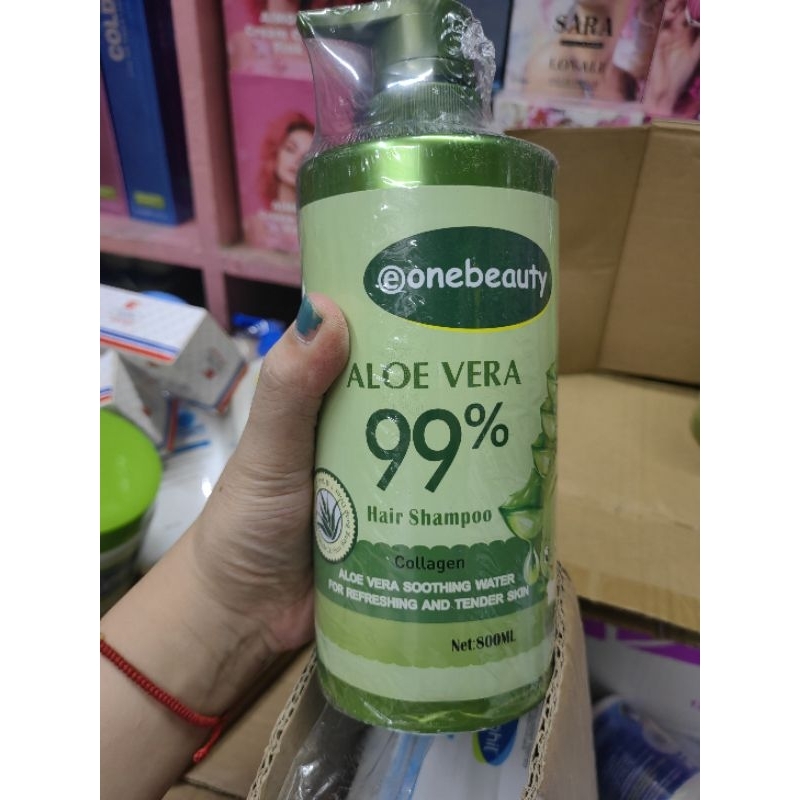 COLD
SARA
@onebeauty
ALOE VERA
99%
Hair Shampoo
Collagen
ALOE VERA SOOTHING WATER
FOR REFRESHING AND TENDER SKIN
Net:800ML